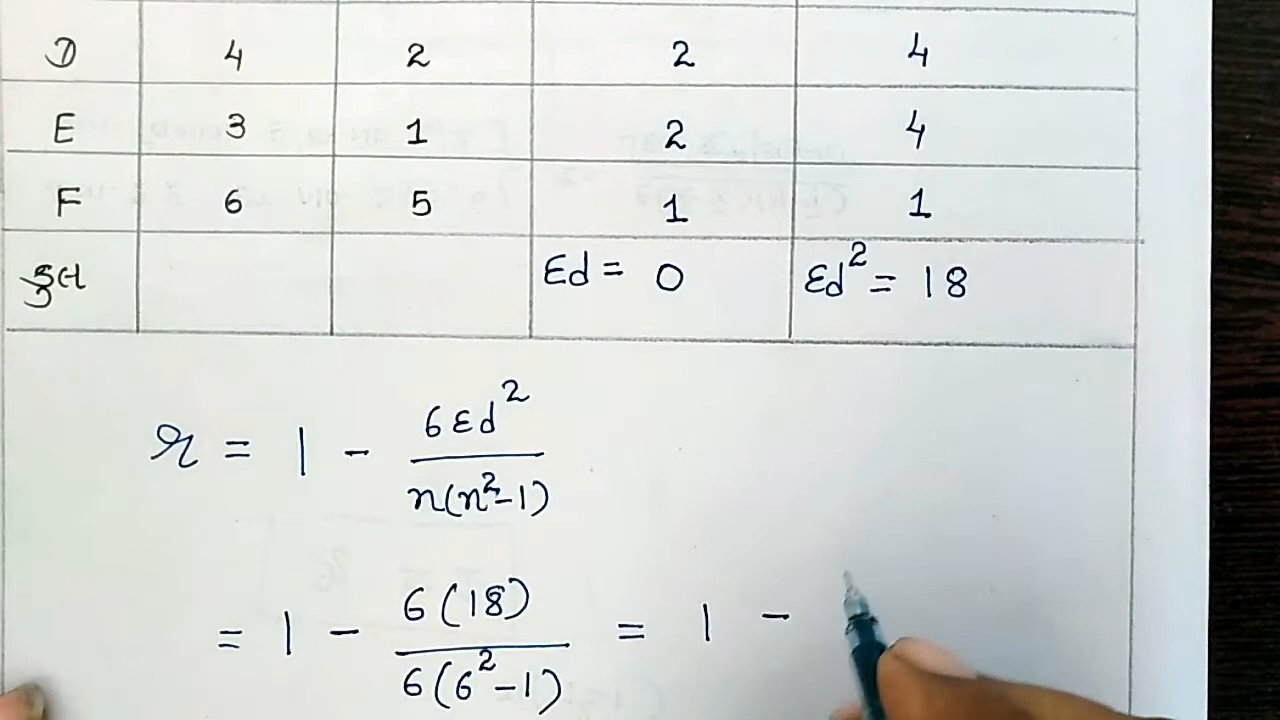 D 4 2 2 4
E 3 1 2 4
F 6 5 1 1
કુલ Σd = 0 Σd² = 18
r = 1 - 6Σd² / n(n²-1)
= 1 - 6(18) / 6(6²-1) = 1 -